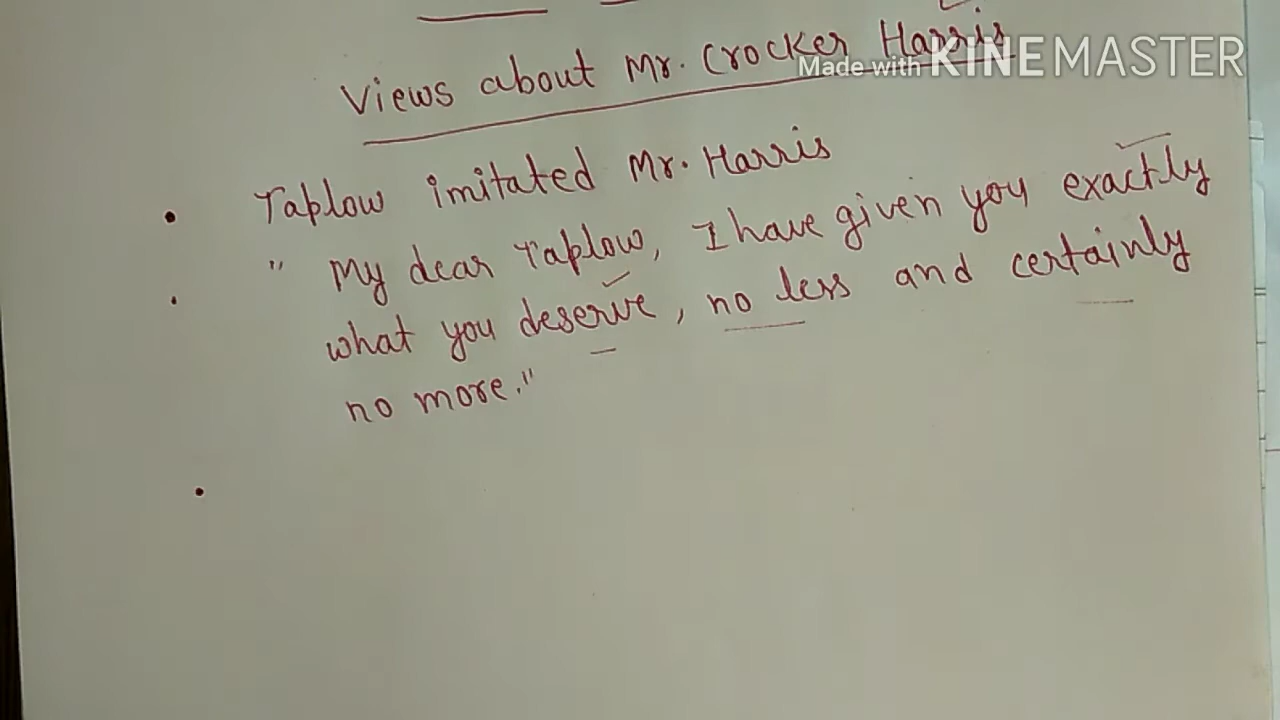 Views about Mr. Crocker Harris
Made with KINEMASTER
• Taplow imitated Mr. Harris
" My dear Taplow, I have given you exactly
what you deserve, no less and certainly
no more."